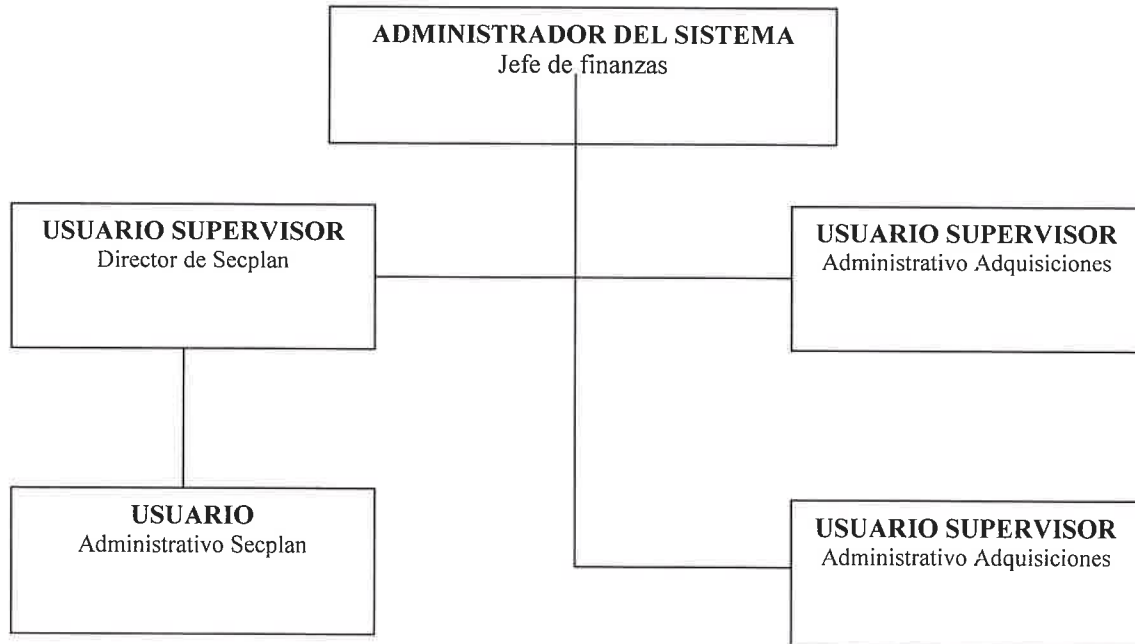 ADMINISTRADOR DEL SISTEMA
Jefe de finanzas
USUARIO SUPERVISOR
Director de Secplan
USUARIO SUPERVISOR
Administrativo Adquisiciones
USUARIO
Administrativo Secplan
USUARIO SUPERVISOR
Administrativo Adquisiciones